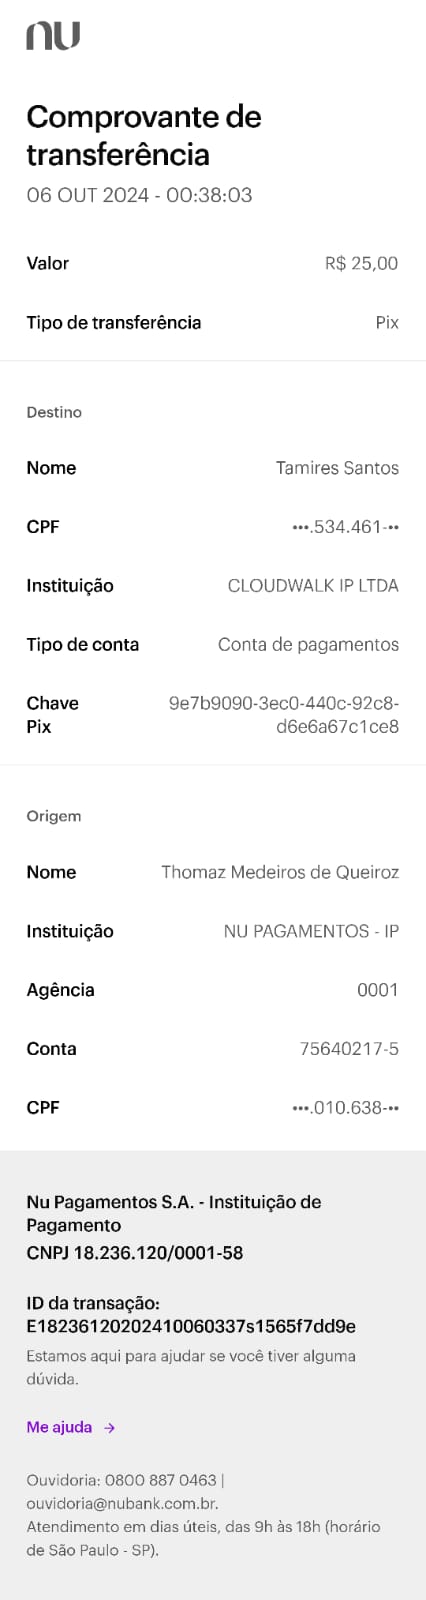 nu
Comprovante de
transferência
06 OUT 2024 - 00:38:03
Valor R$ 25,00
Tipo de transferência Pix
Destino
Nome Tamires Santos
CPF •••.534.461-••
Instituição CLOUDWALK IP LTDA
Tipo de conta Conta de pagamentos
Chave 9e7b9090-3ec0-440c-92c8-
Pix d6e6a67c1ce8
Origem
Nome Thomaz Medeiros de Queiroz
Instituição NU PAGAMENTOS - IP
Agência 0001
Conta 75640217-5
CPF •••.010.638-••
Nu Pagamentos S.A. - Instituição de
Pagamento
CNPJ 18.236.120/0001-58
ID da transação:
E18236120202410060337s1565f7dd9e
Estamos aqui para ajudar se você tiver alguma
dúvida.
Me ajuda →
Ouvidoria: 0800 887 0463 |
ouvidoria@nubank.com.br.
Atendimento em dias úteis, das 9h às 18h (horário
de São Paulo - SP).